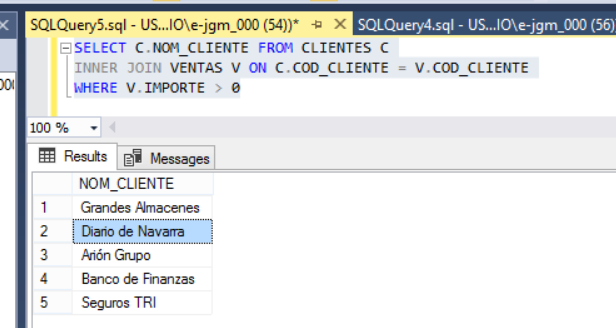 SQLQuery5.sql - US...IO\e-jgm_000 (54))* SQLQuery4.sql - US...IO\e-jgm_000 (56)
SELECT C.NOM_CLIENTE FROM CLIENTES C
INNER JOIN VENTAS V ON C.COD_CLIENTE = V.COD_CLIENTE
WHERE V.IMPORTE > 0
100 %
Results Messages
NOM_CLIENTE
1 Grandes Almacenes
2 Diario de Navarra
3 Arión Grupo
4 Banco de Finanzas
5 Seguros TRI